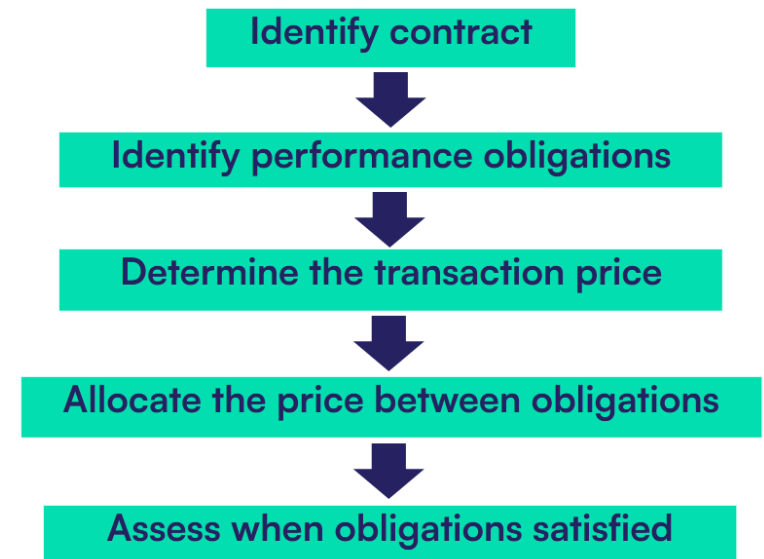 Identify contract
Identify performance obligations
Determine the transaction price
Allocate the price between obligations
Assess when obligations satisfied